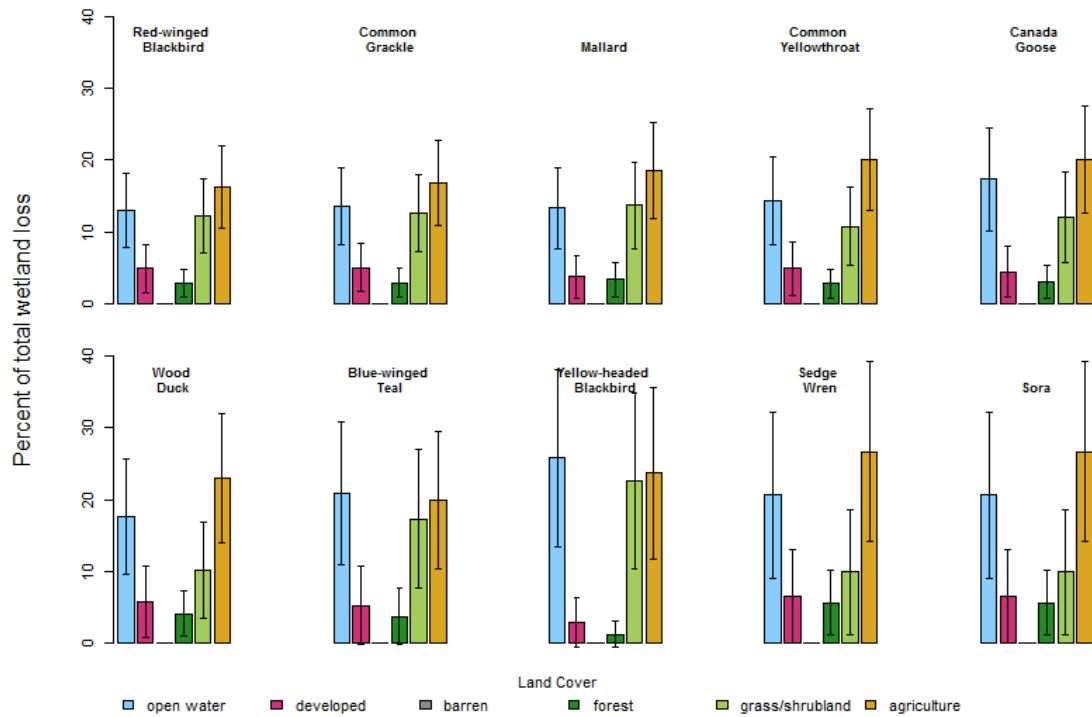 Percent of total wetland loss
40
30
20
10
0
Red-winged
Blackbird
Common
Grackle
Mallard
Common
Yellowthroat
Canada
Goose
40
30
20
10
0
Wood
Duck
Blue-winged
Teal
Yellow-headed
Blackbird
Sedge
Wren
Sora
Land Cover
open water developed barren forest grass/shrubland agriculture